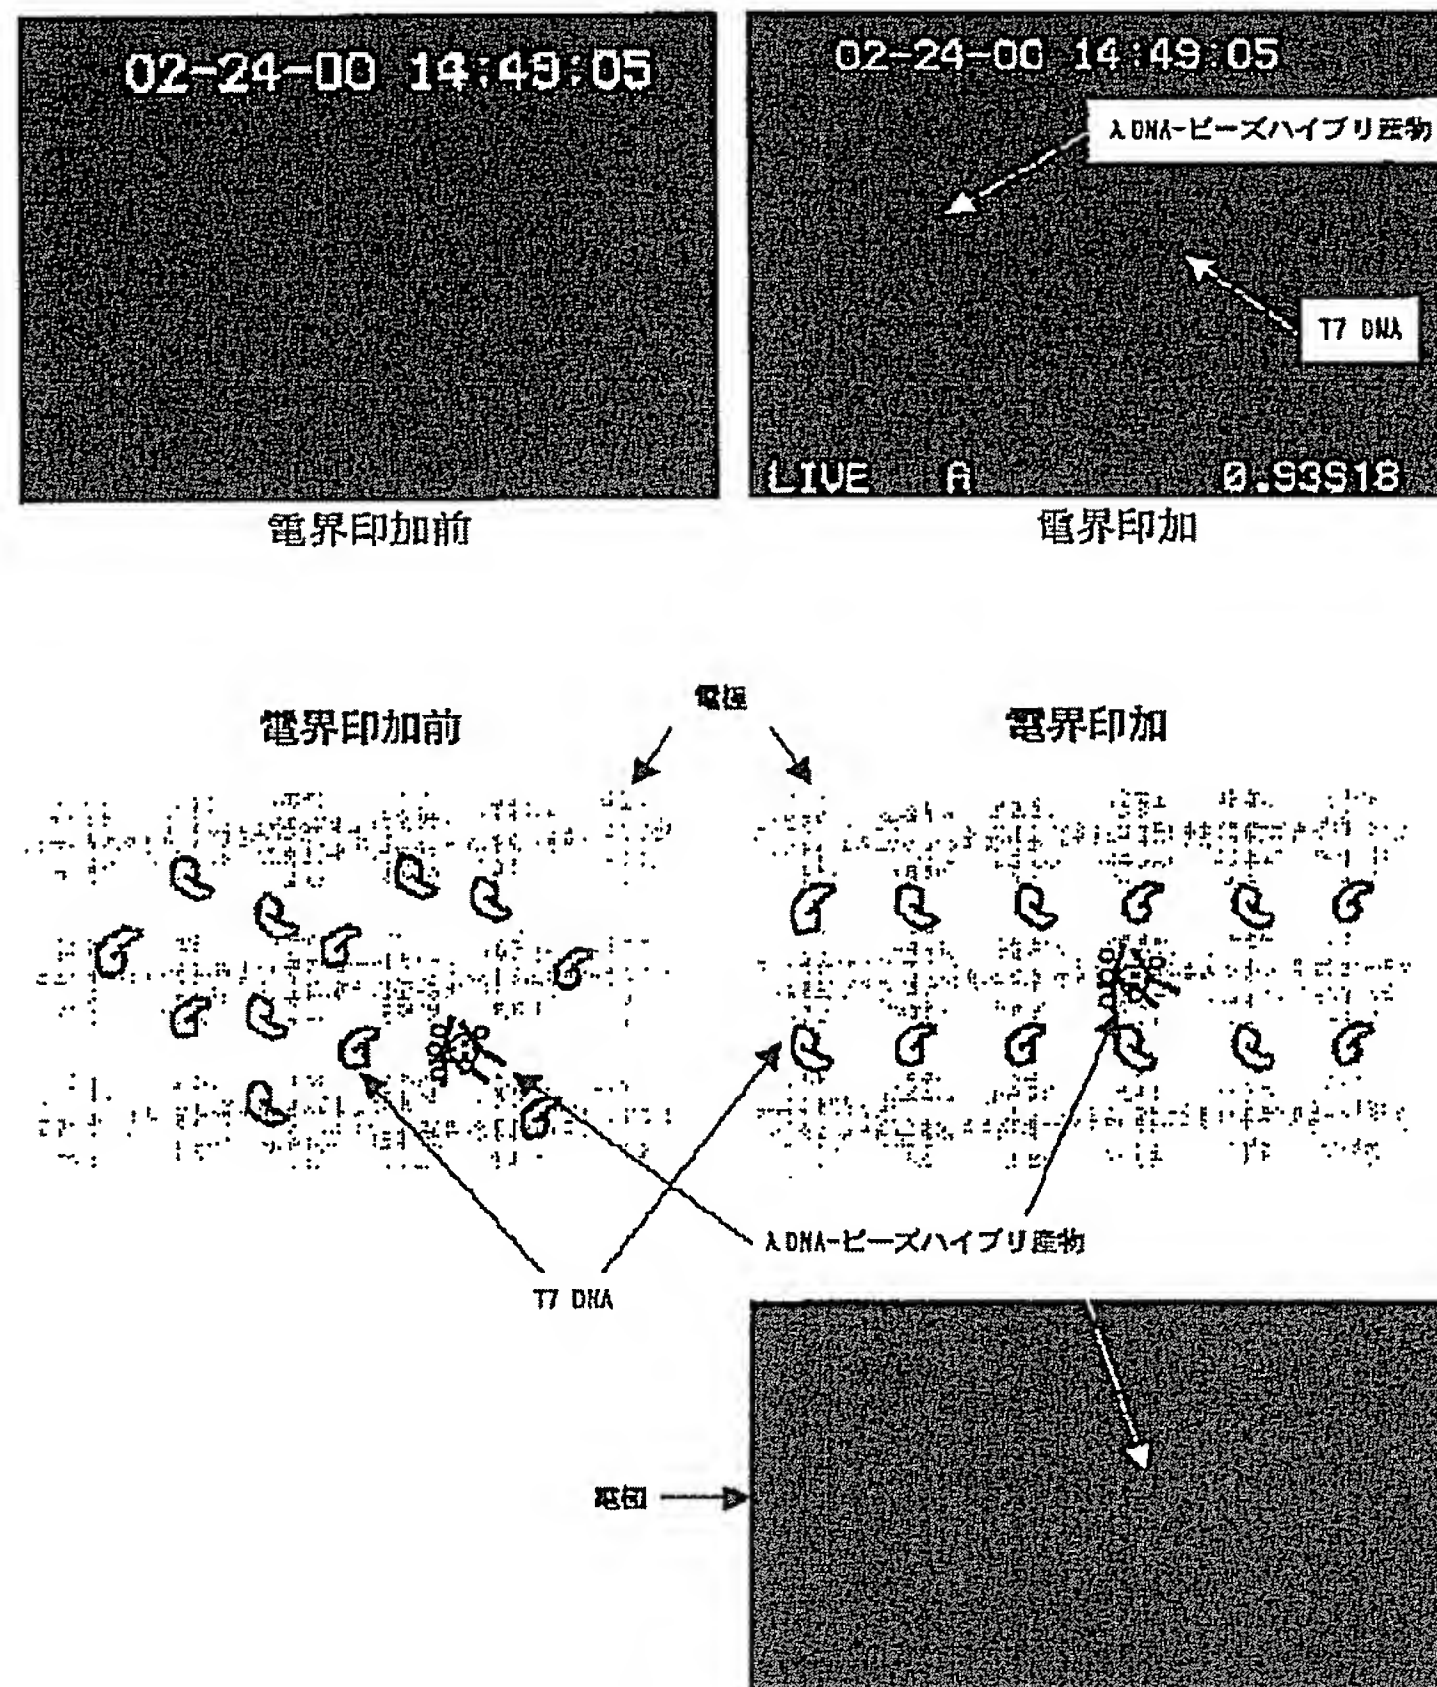 02-24-00 14:49:05
02-24-00 14:49:05
λDNA-ビーズハイブリ産物
T7 DNA
LIVE A 0.93918
電界印加前
電界印加
電極
電界印加前
電界印加
λDNA-ビーズハイブリ産物
T7 DNA
電極